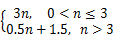 { 3n,   0 < n ≤ 3
0.5n + 1.5,  n > 3